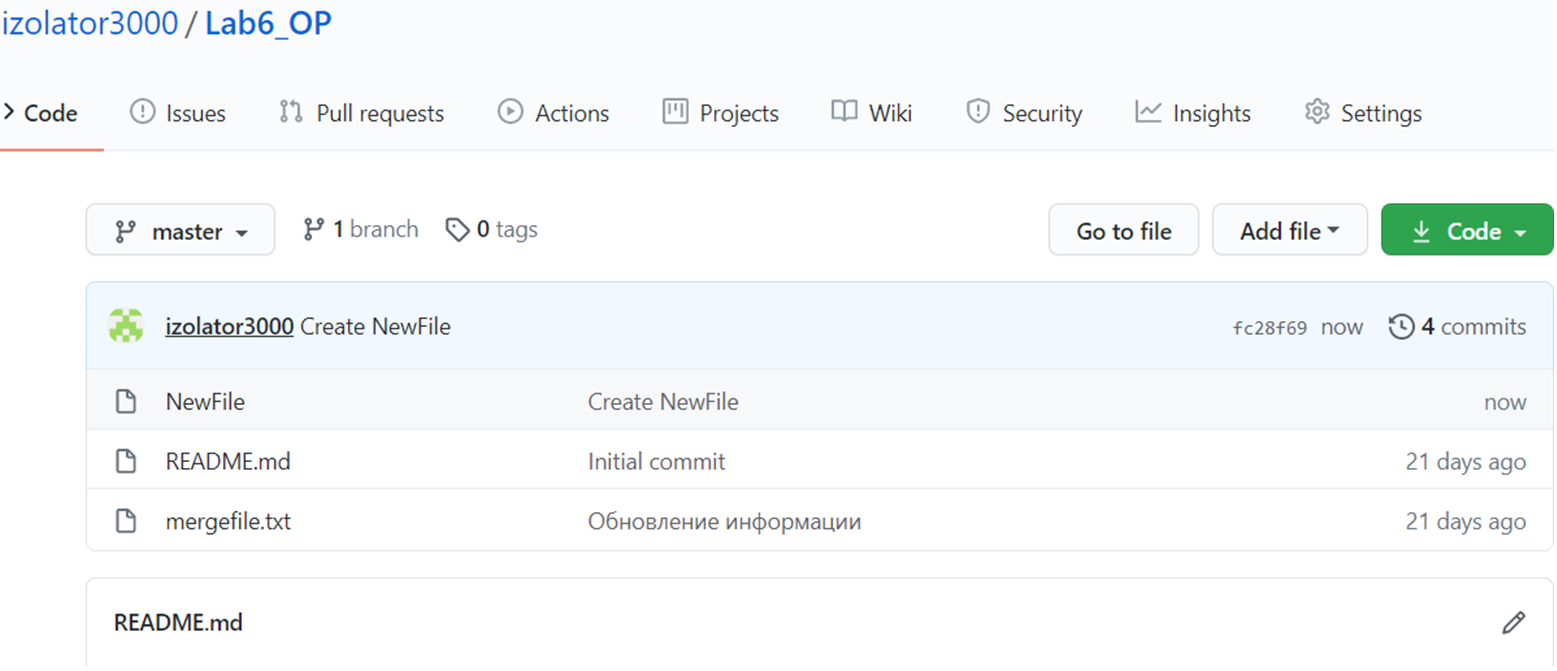 izolator3000 / Lab6_OP
Code Issues Pull requests Actions Projects Wiki Security Insights Settings
master 1 branch 0 tags Go to file Add file Code
izolator3000 Create NewFile fc28f69 now 4 commits
NewFile Create NewFile now
README.md Initial commit 21 days ago
mergefile.txt Обновление информации 21 days ago
README.md